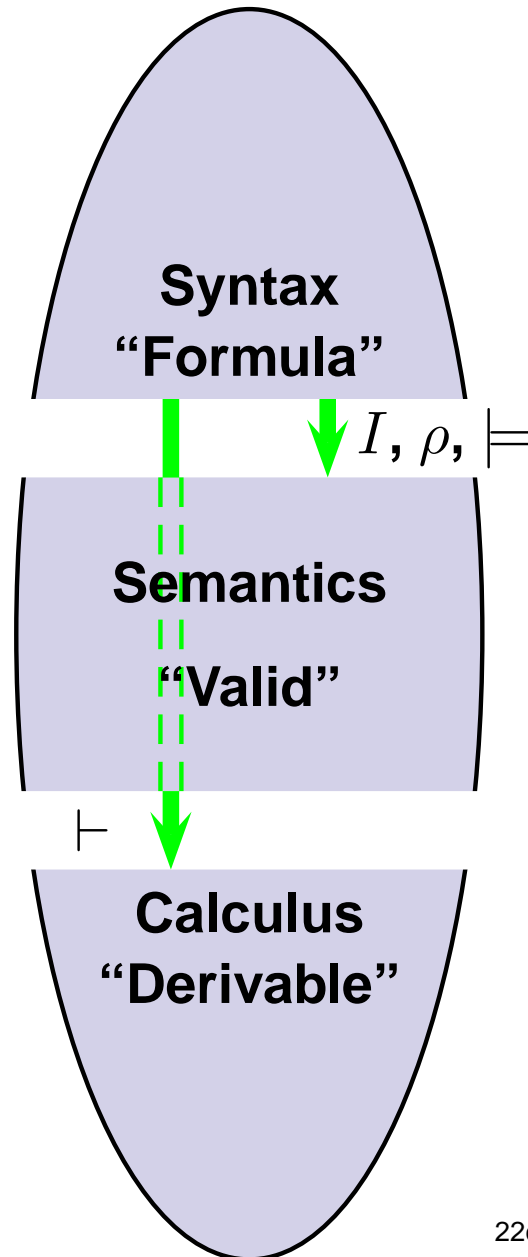 Syntax
“Formula”
I, ρ, ⊨
Semantics
“Valid”
⊢
Calculus
“Derivable”